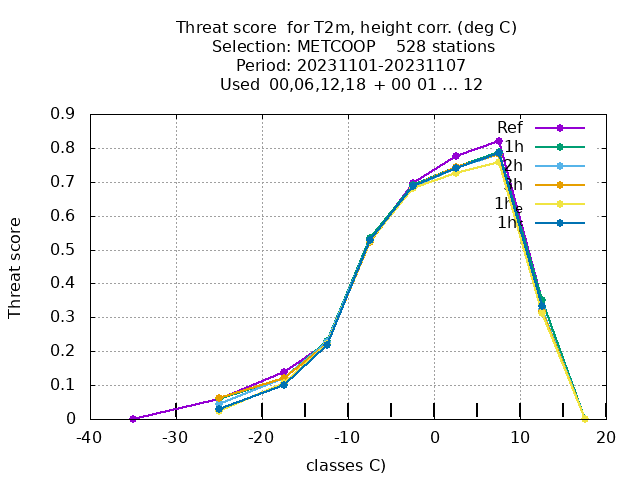 Threat score for T2m, height corr. (deg C)
Selection: METCOOP 528 stations
Period: 20231101-20231107
Used 00,06,12,18 + 00 01 ... 12
Threat score
0.9
0.8
0.7
0.6
0.5
0.4
0.3
0.2
0.1
0
Ref
1h
2h
3h
-40
-30
-20
-10
0
10
20
classes C)